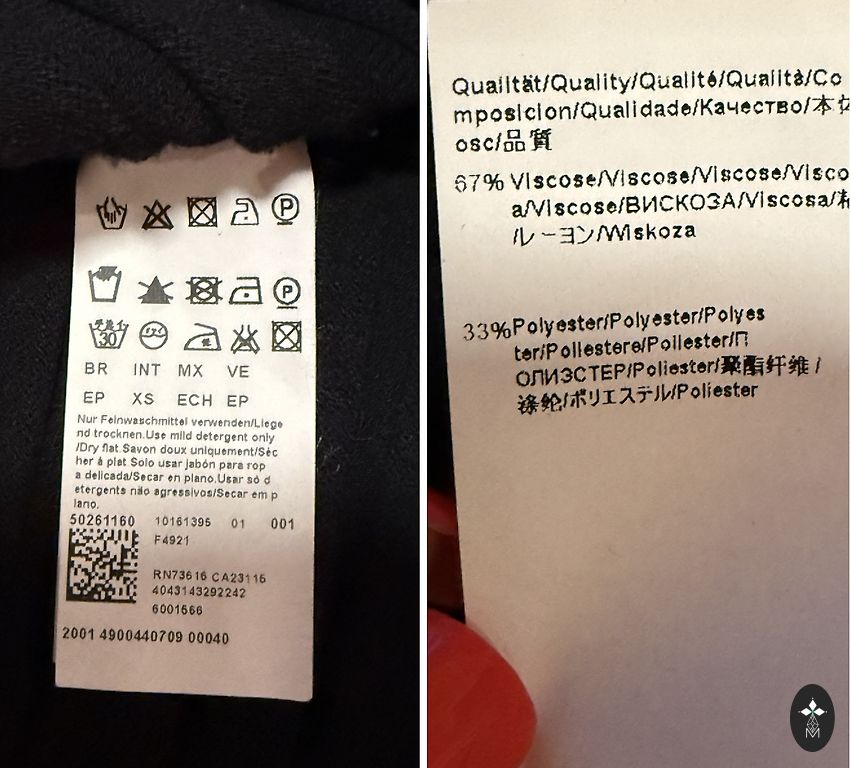 P
P
30
BR INT MX VE
EP XS ECH EP
Nur Feinwaschmittel verwenden/Liege
nd trocknen.Use mild detergent only
/Dry flat.Savon doux uniquement/Séc
her à plat Solo usar jabón para rop
a delicada/Secar en plano.Usar só d
etergents não agressivos/Secar em p
lano.
50261160 10161395 01 001
F4921
RN73616 CA23116
4043143292242
6001566
2001 4900440709 00040
Qualität/Quality/Qualité/Qualità/Co
mposicion/Qualidade/Качество/本体
osc/品質
67% Viscose/Viscose/Viscose/Visco
a/Viscose/ВИСКОЗА/Viscosa/粘
/レーヨン/Wiskoza
33%Polyester/Polyester/Polyes
ter/Poliestere/Poliester/П
ОЛИЭСТЕР/Poliester/聚酯纤维/
涤纶/ポリエステル/Poliester
M